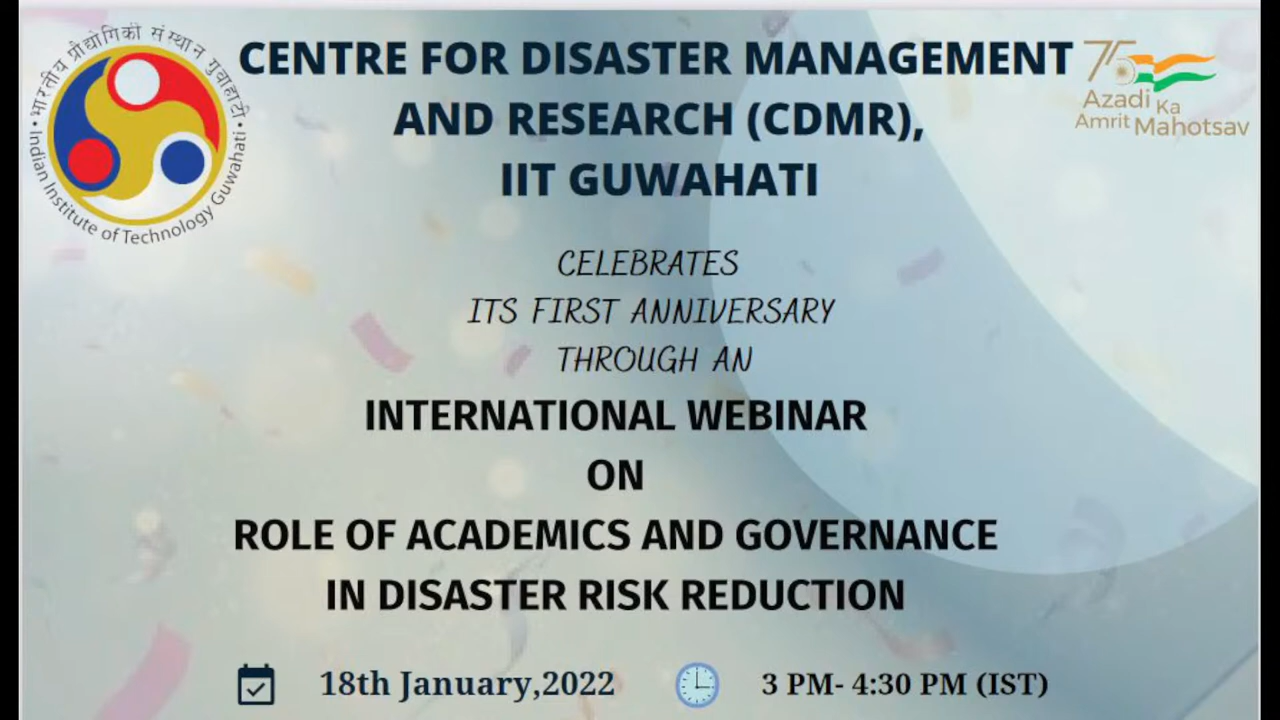 भारतीय प्रौद्योगिकी संस्थान गुवाहाटी
Indian Institute of Technology Guwahati
CENTRE FOR DISASTER MANAGEMENT
AND RESEARCH (CDMR),
IIT GUWAHATI
75
Azadi Ka
Amrit Mahotsav
CELEBRATES
ITS FIRST ANNIVERSARY
THROUGH AN
INTERNATIONAL WEBINAR
ON
ROLE OF ACADEMICS AND GOVERNANCE
IN DISASTER RISK REDUCTION
18th January,2022
3 PM- 4:30 PM (IST)